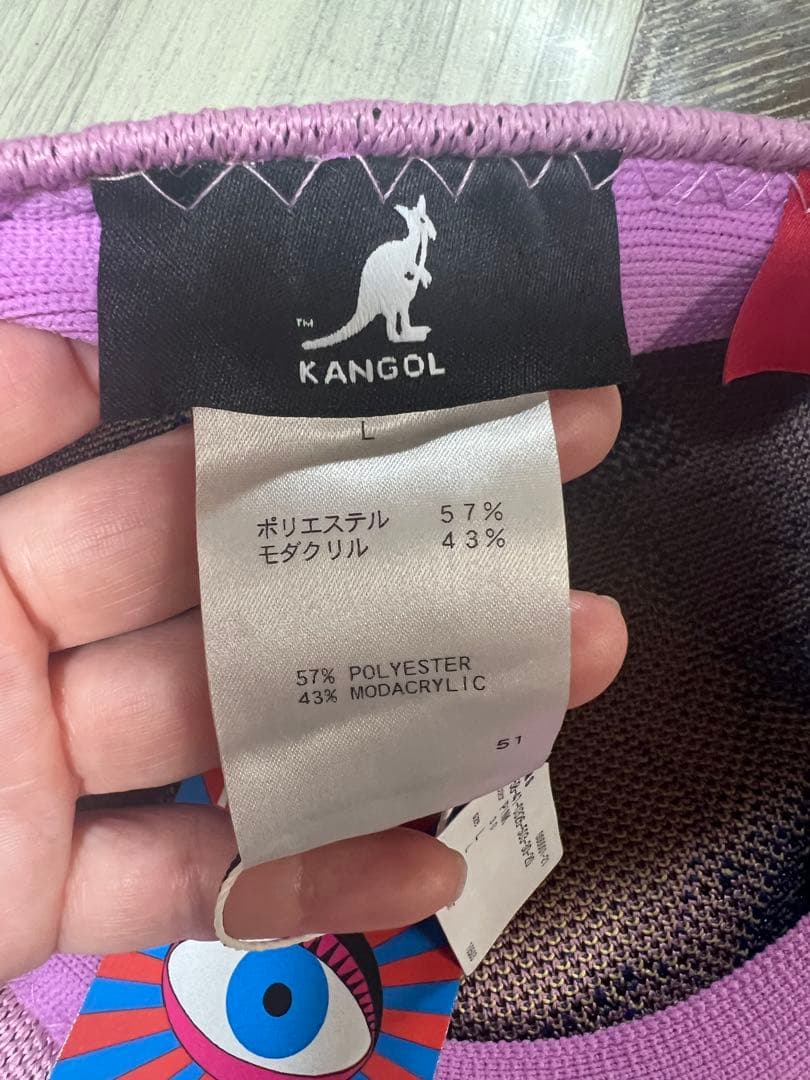 TM
KANGOL
L
ポリエステル 57%
モダクリル 43%
57% POLYESTER
43% MODACRYLIC
51